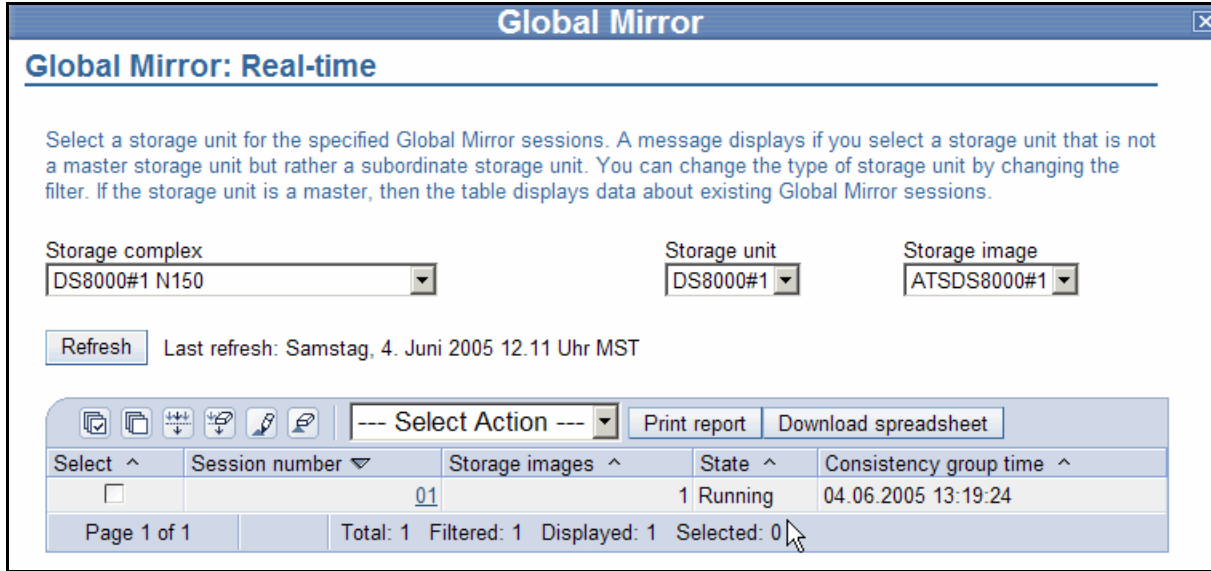 Global Mirror
Global Mirror: Real-time
Select a storage unit for the specified Global Mirror sessions. A message displays if you select a storage unit that is not
a master storage unit but rather a subordinate storage unit. You can change the type of storage unit by changing the
filter. If the storage unit is a master, then the table displays data about existing Global Mirror sessions.
Storage complex Storage unit Storage image
DS8000#1 N150 DS8000#1 ATSDS8000#1
Refresh Last refresh: Samstag, 4. Juni 2005 12.11 Uhr MST
--- Select Action --- Print report Download spreadsheet
Select Session number Storage images State Consistency group time
01 1 Running 04.06.2005 13:19:24
Page 1 of 1 Total: 1 Filtered: 1 Displayed: 1 Selected: 0